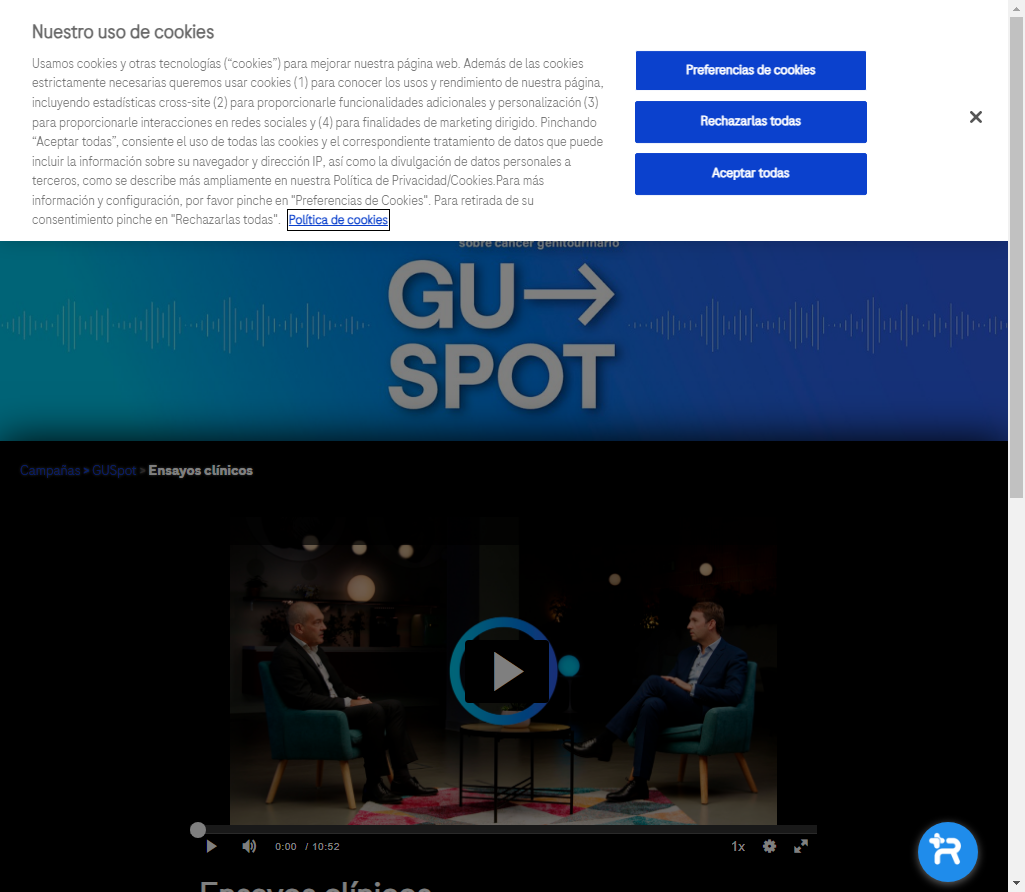 Nuestro uso de cookies
Usamos cookies y otras tecnologías (“cookies”) para mejorar nuestra página web. Además de las cookies
estrictamente necesarias queremos usar cookies (1) para conocer los usos y rendimiento de nuestra página,
incluyendo estadísticas cross-site (2) para proporcionarle funcionalidades adicionales y personalización (3)
para proporcionarle interacciones en redes sociales y (4) para finalidades de marketing dirigido. Pinchando
“Aceptar todas”, consiente el uso de todas las cookies y el correspondiente tratamiento de datos que puede
incluir la información sobre su navegador y dirección IP, así como la divulgación de datos personales a
terceros, como se describe más ampliamente en nuestra Política de Privacidad/Cookies.Para más
información y configuración, por favor pinche en "Preferencias de Cookies". Para retirada de su
consentimiento pinche en "Rechazarlas todas". Política de cookies
Preferencias de cookies
Rechazarlas todas
Aceptar todas
sobre cáncer genitourinario
GU
SPOT
Campañas > GUSpot > Ensayos clínicos
0:00 / 10:52
1x
Ensayos clínicos